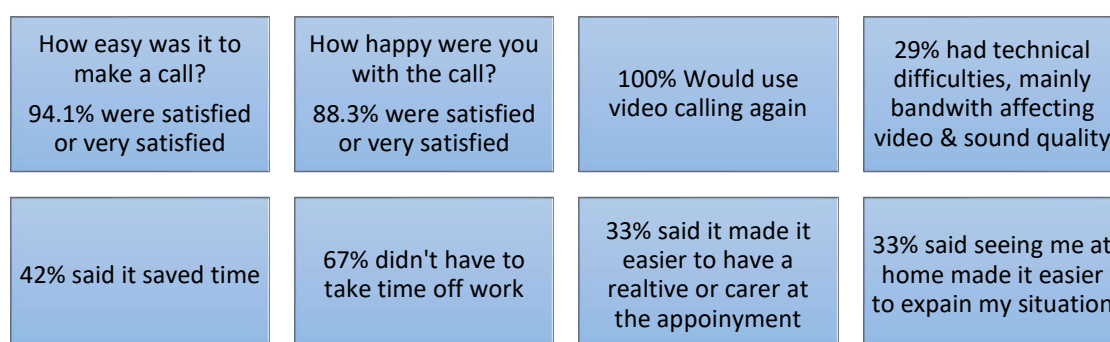 How easy was it to
make a call?
94.1% were satisfied
or very satisfied
How happy were you
with the call?
88.3% were satisfied
or very satisfied
100% Would use
video calling again
29% had technical
difficulties, mainly
bandwith affecting
video & sound quality
42% said it saved time
67% didn't have to
take time off work
33% said it made it
easier to have a
realtive or carer at
the appoinyment
33% said seeing me at
home made it easier
to expain my situation